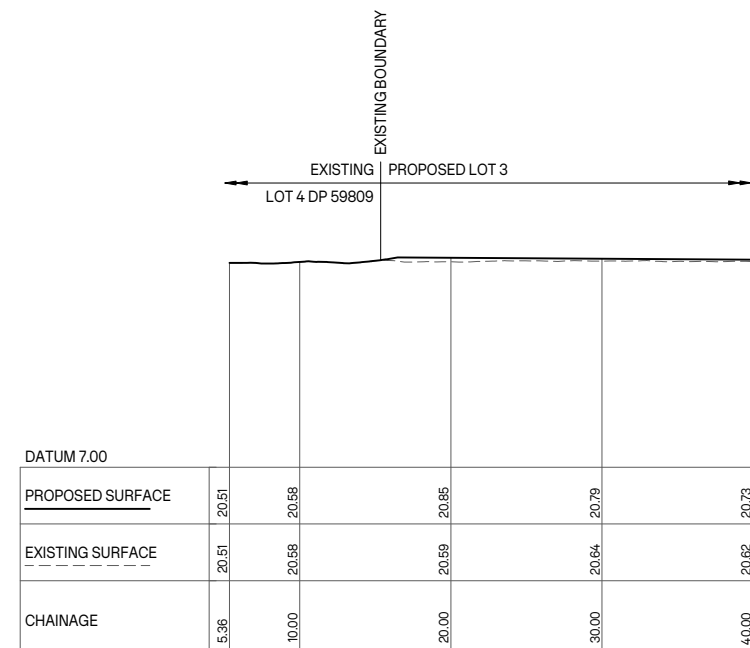 EXISTING BOUNDARY
EXISTING PROPOSED LOT 3
LOT 4 DP 59809
DATUM 7.00
PROPOSED SURFACE 20.51 20.58 20.85 20.79 20.73
EXISTING SURFACE 20.51 20.58 20.59 20.64 20.62
CHAINAGE 5.36 10.00 20.00 30.00 40.00